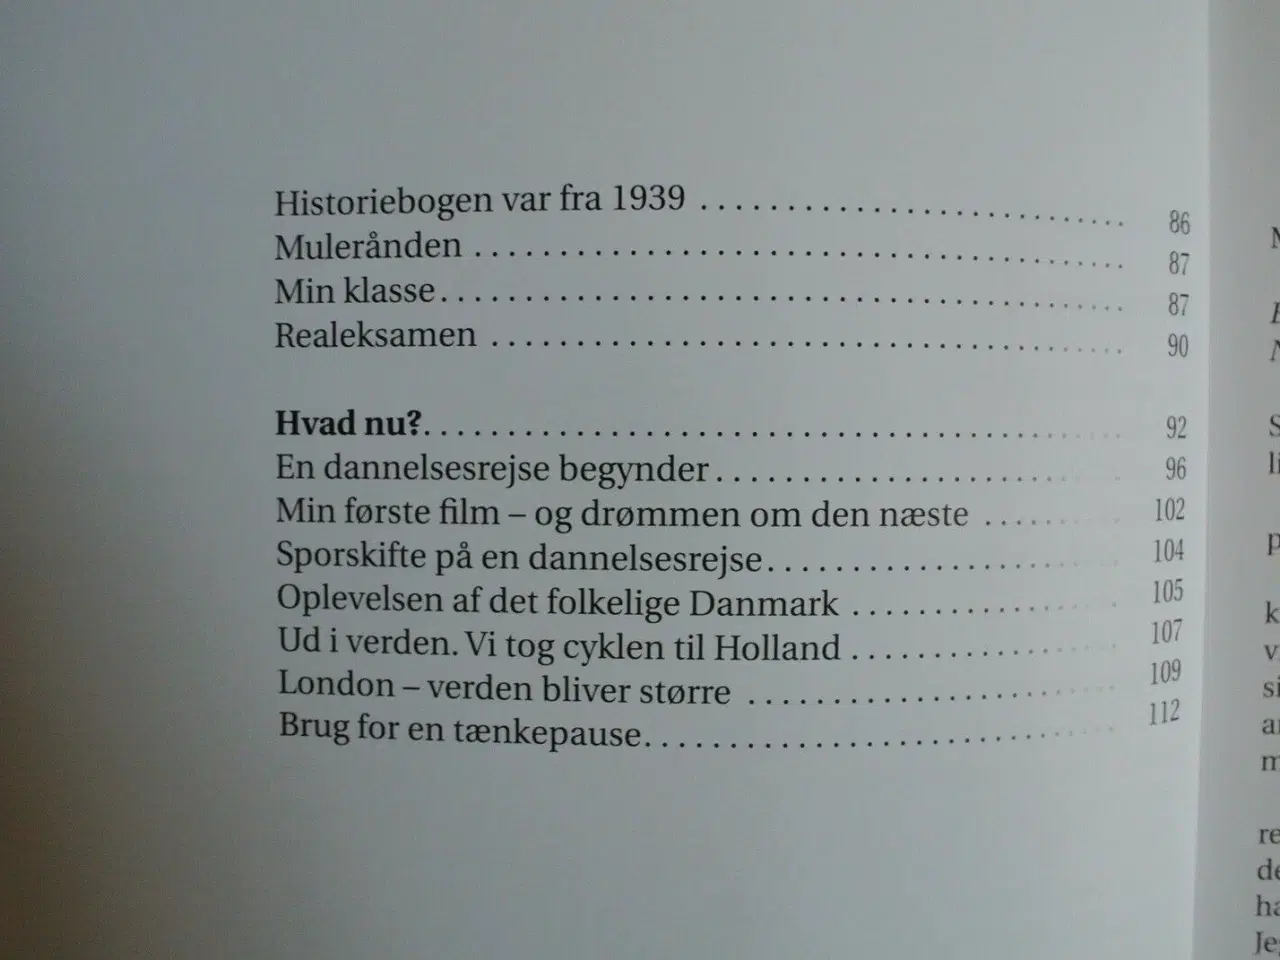 Historiebogen var fra 1939 . . . . . . . . . . . . . . . . . . . . . . . . . . . . 86
Mulerånden . . . . . . . . . . . . . . . . . . . . . . . . . . . . . . . . . . . . . . . . . . . . 87
Min klasse . . . . . . . . . . . . . . . . . . . . . . . . . . . . . . . . . . . . . . . . . . . . . . 87
Realeksamen . . . . . . . . . . . . . . . . . . . . . . . . . . . . . . . . . . . . . . . . . . . 90
Hvad nu? . . . . . . . . . . . . . . . . . . . . . . . . . . . . . . . . . . . . . . . . . . . . . . . 92
En dannelsesrejse begynder . . . . . . . . . . . . . . . . . . . . . . . . . . . 96
Min første film – og drømmen om den næste . . . . . . . . . 102
Sporskifte på en dannelsesrejse . . . . . . . . . . . . . . . . . . . . . . . 104
Oplevelsen af det folkelige Danmark . . . . . . . . . . . . . . . . . 105
Ud i verden. Vi tog cyklen til Holland . . . . . . . . . . . . . . . . . 107
London – verden bliver større . . . . . . . . . . . . . . . . . . . . . . . . 109
Brug for en tænkepause . . . . . . . . . . . . . . . . . . . . . . . . . . . . . . 112